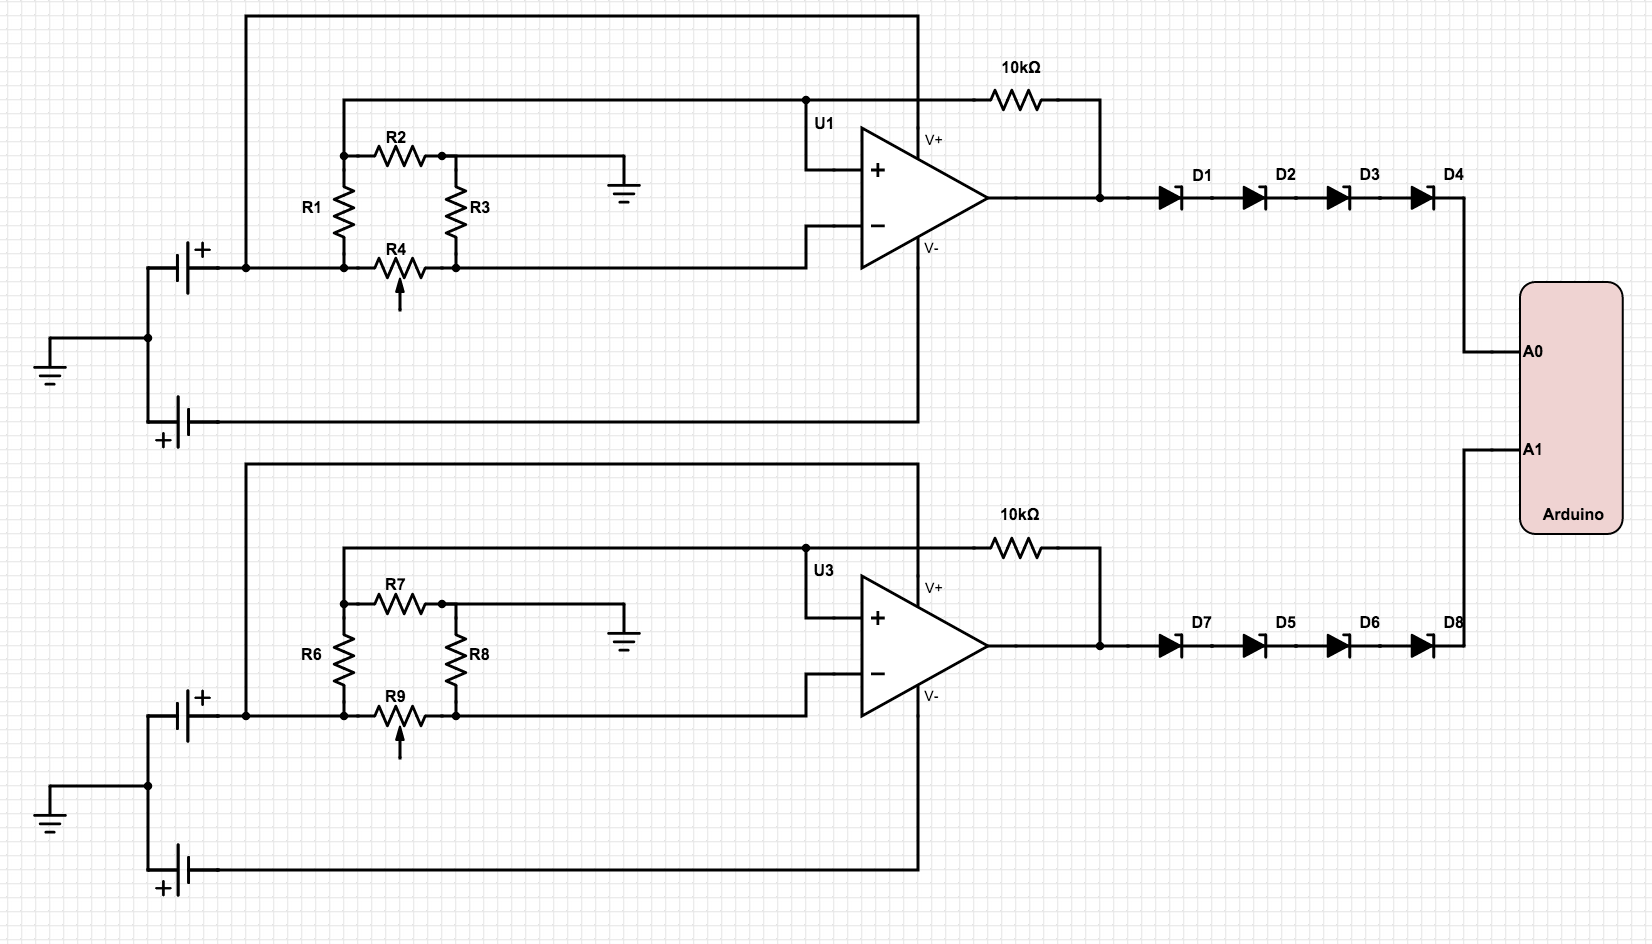 10kΩ
U1
R2
V+
+
D1
D2
D3
D4
R1
R3
R4
+
−
V-
A0
+
A1
10kΩ
Arduino
U3
R7
V+
+
D7
D5
D6
D8
R6
R8
R9
+
−
V-
+